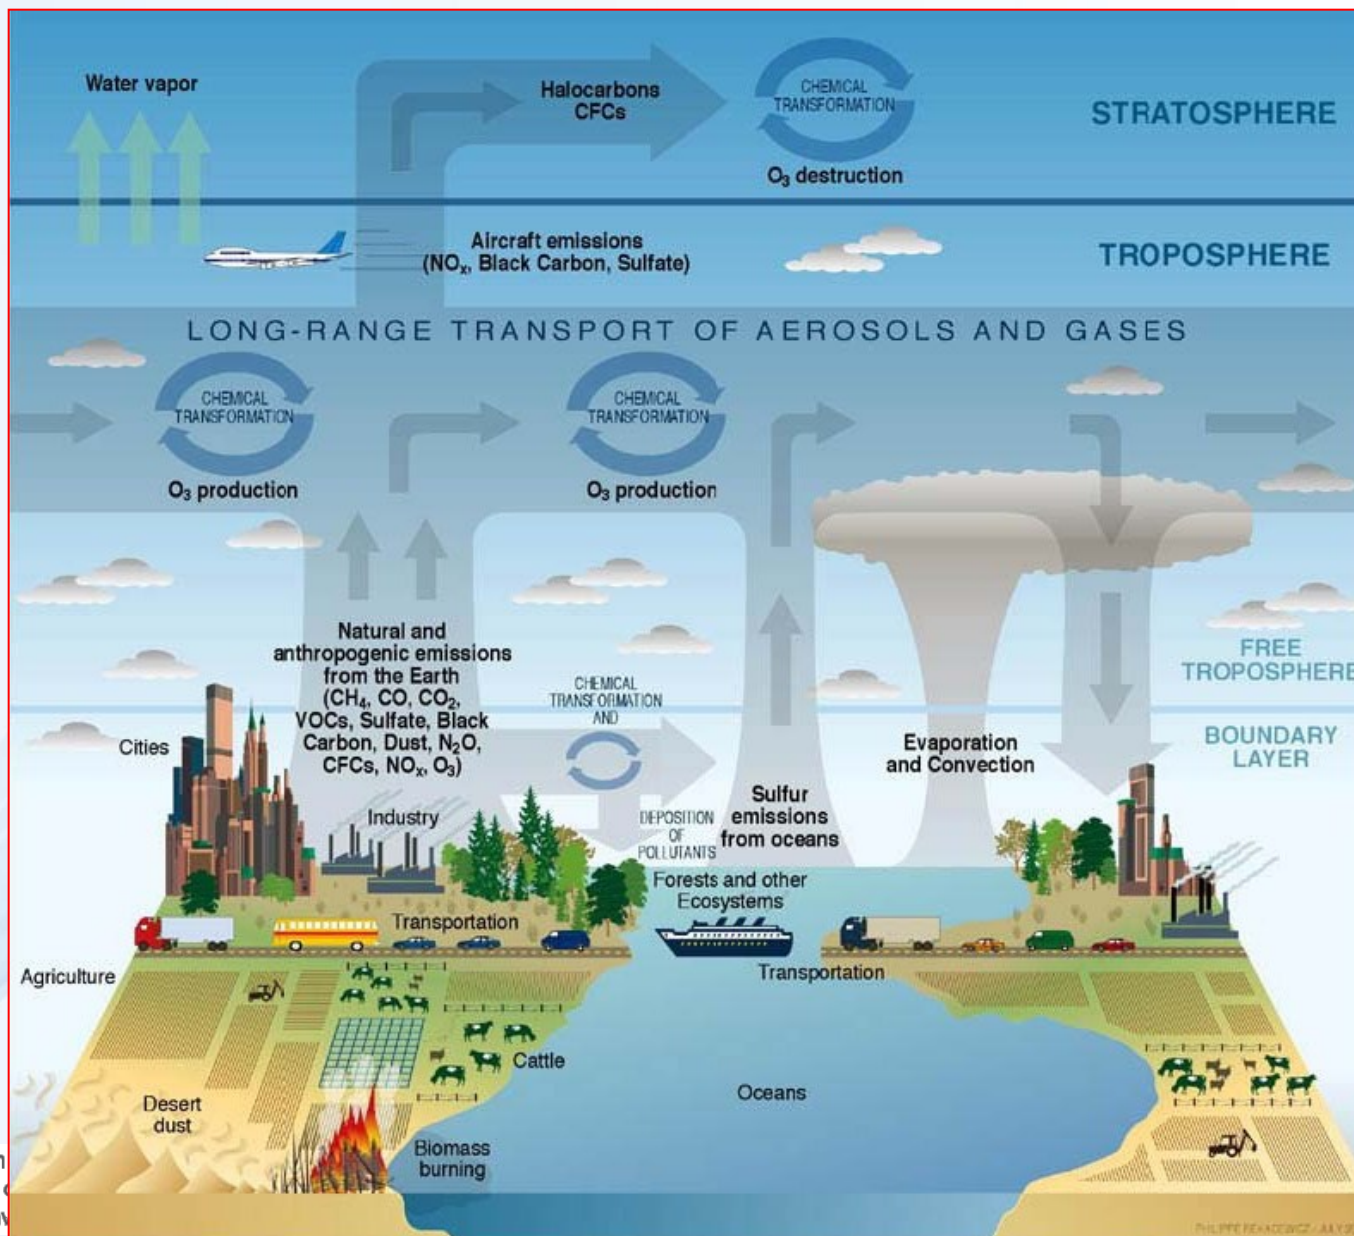 Water vapor
Halocarbons
CFCs
CHEMICAL
TRANSFORMATION
O₃ destruction
STRATOSPHERE
Aircraft emissions
(NOₓ, Black Carbon, Sulfate)
TROPOSPHERE
LONG-RANGE TRANSPORT OF AEROSOLS AND GASES
CHEMICAL
TRANSFORMATION
O₃ production
CHEMICAL
TRANSFORMATION
O₃ production
Natural and
anthropogenic emissions
from the Earth
(CH₄, CO, CO₂,
VOCs, Sulfate, Black
Carbon, Dust, N₂O,
CFCs, NOₓ, O₃)
CHEMICAL
TRANSFORMATION
AND
DEPOSITION
OF
POLLUTANTS
FREE
TROPOSPHERE
BOUNDARY
LAYER
Cities
Industry
Sulfur
emissions
from oceans
Evaporation
and Convection
Forests and other
Ecosystems
Transportation
Transportation
Agriculture
Cattle
Desert
dust
Biomass
burning
Oceans
PHILIPPE REKACEWICZ / JULY